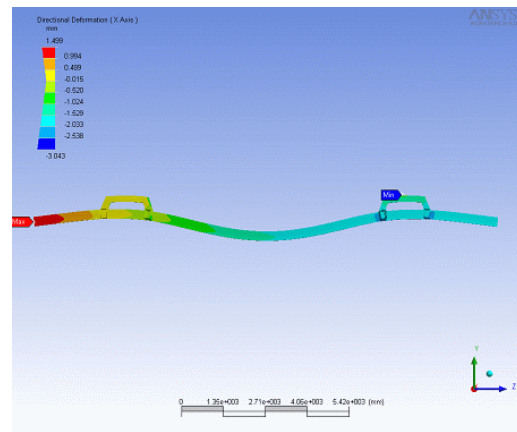 Directional Deformation ( X Axis )
mm
1.499
0.994
0.489
-0.015
-0.520
-1.024
-1.529
-2.033
-2.538
-3.043
ANSYS
Min
Max
Y
Z
0 1.35e+003 2.71e+003 4.06e+003 5.42e+003 (mm)